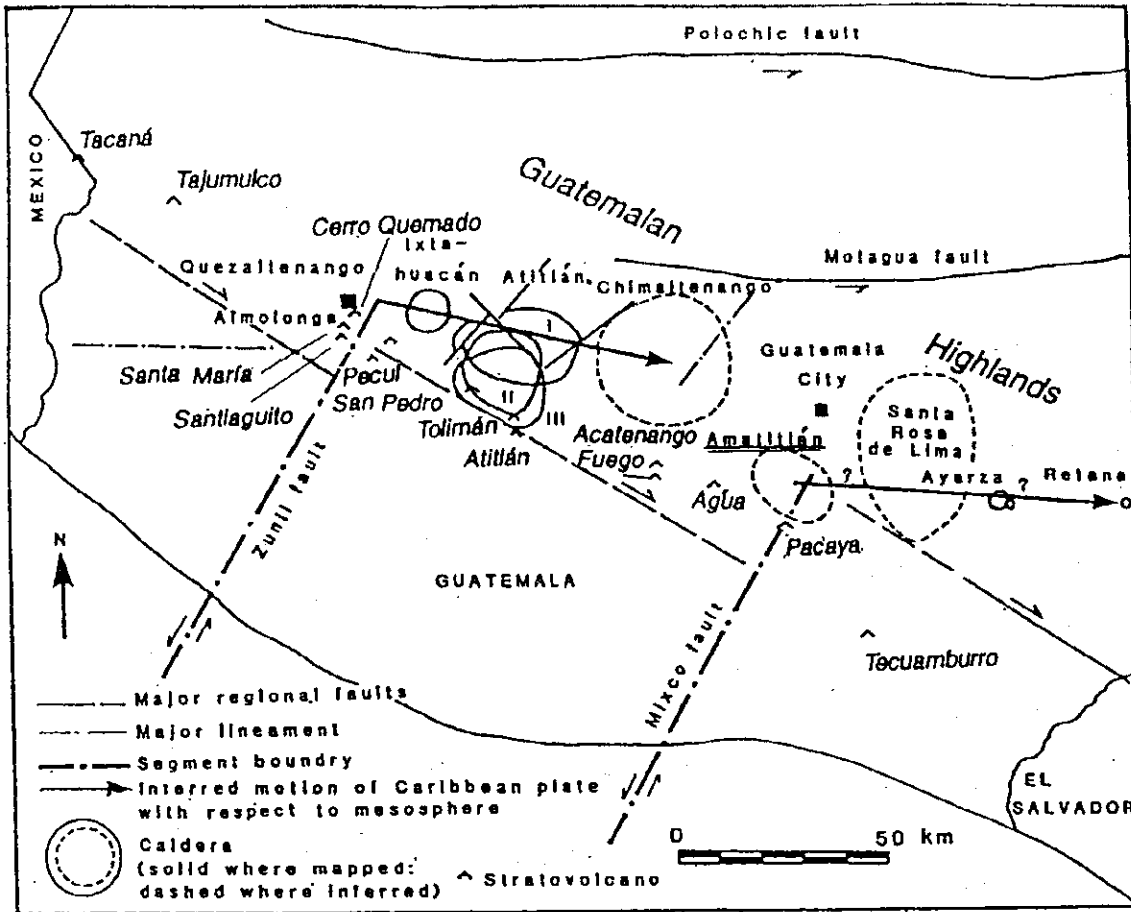 Polochic fault
MEXICO
Tacaná
Tajumulco
Guatemalan
Cerro Quemado
Ixta-
huacán
Atitlán
Chimaltenango
Motagua fault
Quezaltenango
Almolonga
I
Guatemala
City
Highlands
Santa María
Santiaguito
Pecul
San Pedro
II
III
Tolimán
Atitlán
Acatenango
Fuego
Amatitlán
Agua
Santa
Rosa
de Lima
?
Ayarza
?
Retana
Pacaya
Zunil fault
N
GUATEMALA
Mixco fault
Tecuamburro
EL
SALVADOR
Major regional faults
Major lineament
Segment boundry
Inferred motion of Caribbean plate
with respect to mesosphere
Caldera
(solid where mapped:
dashed where inferred)
^ Stratovolcano
0 50 km